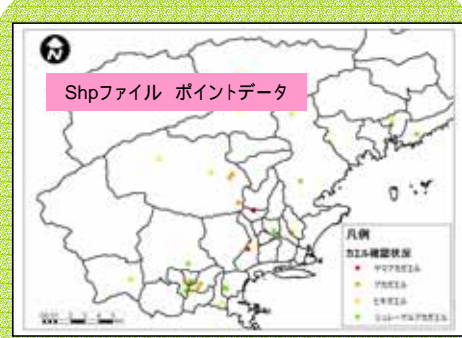 N
Shpファイル ポイントデータ
凡例
カエル確認状況
ヤマアカガエル
アカガエル
ヒキガエル
シュレーゲルアオガエル